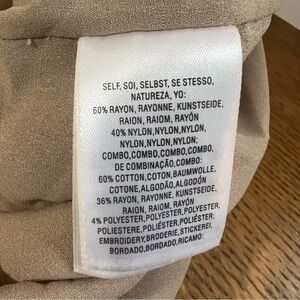 SELF, SOI, SELBST, SE STESSO,
NATUREZA, YO:
60% RAYON, RAYONNE, KUNSTSEIDE,
RAION, RAIOM, RAYÓN
40% NYLON, NYLON, NYLON,
NYLON, NYLON, NYLON:
COMBO, COMBO, COMBO, COMBO,
DE COMBINAÇÃO, COMBO:
60% COTTON, COTON, BAUMWOLLE,
COTONE, ALGODÃO, ALGODÓN
36% RAYON, RAYONNE, KUNSTSEIDE,
RAION, RAIOM, RAYÓN
4% POLYESTER, POLYESTER, POLYESTER,
POLIESTERE, POLIÉSTER, POLIÉSTER:
EMBROIDERY, BRODERIE, STICKEREI,
BORDADO, BORDADO, RICAMO: